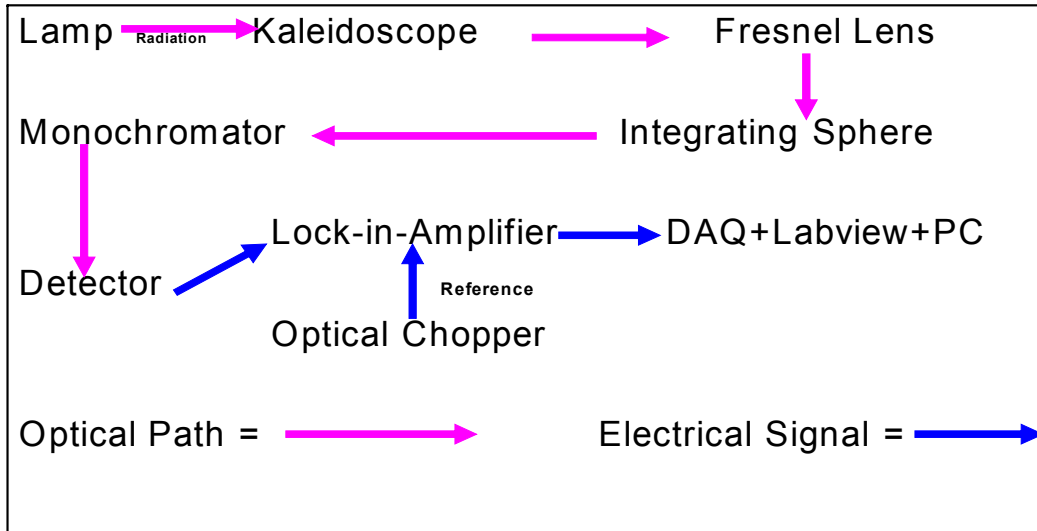 Lamp Radiation Kaleidoscope Fresnel Lens
Monochromator Integrating Sphere
Lock-in-Amplifier DAQ+Labview+PC
Detector Reference
Optical Chopper
Optical Path = Electrical Signal =